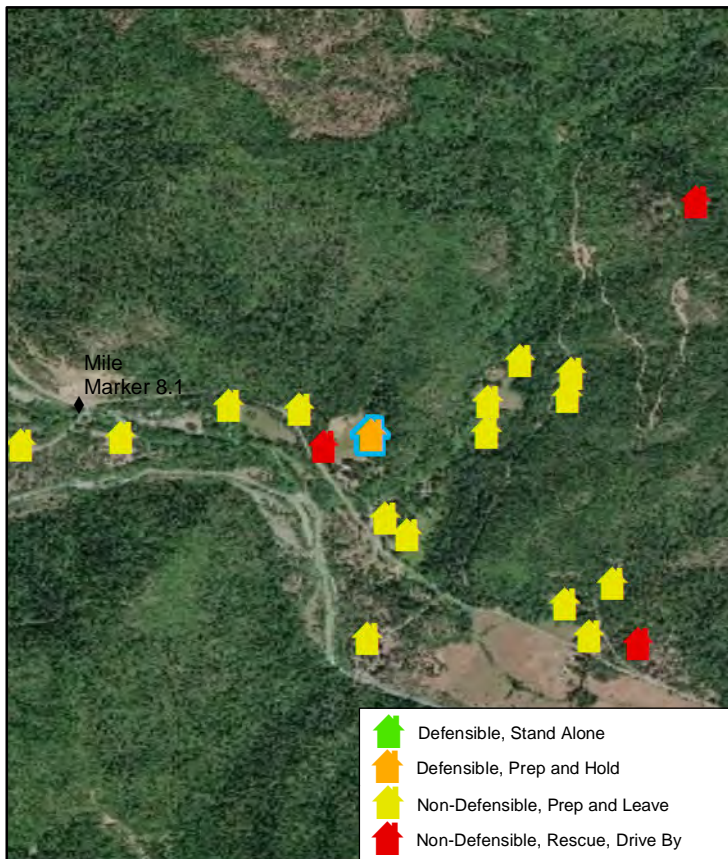 Mile
Marker 8.1
Defensible, Stand Alone
Defensible, Prep and Hold
Non-Defensible, Prep and Leave
Non-Defensible, Rescue, Drive By